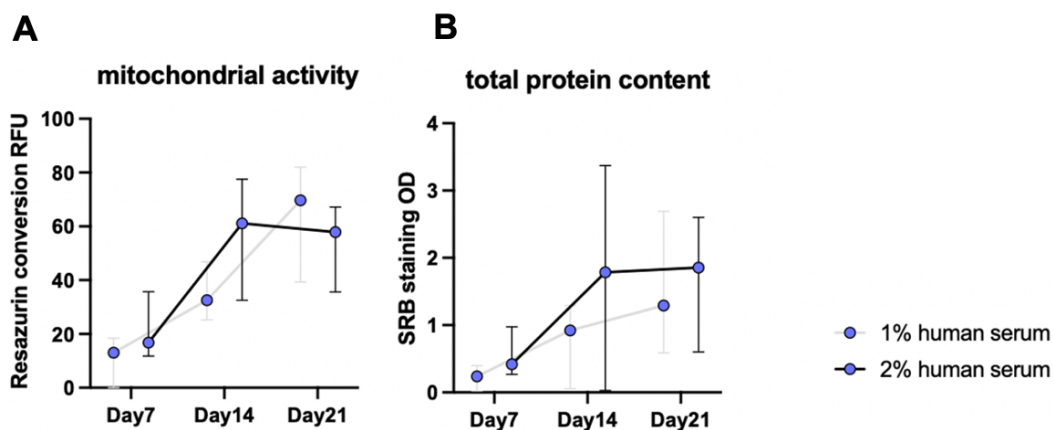 A
mitochondrial activity
Resazurin conversion RFU
100
80
60
40
20
0
Day7 Day14 Day21
B
total protein content
SRB staining OD
4
3
2
1
0
Day7 Day14 Day21
1% human serum
2% human serum